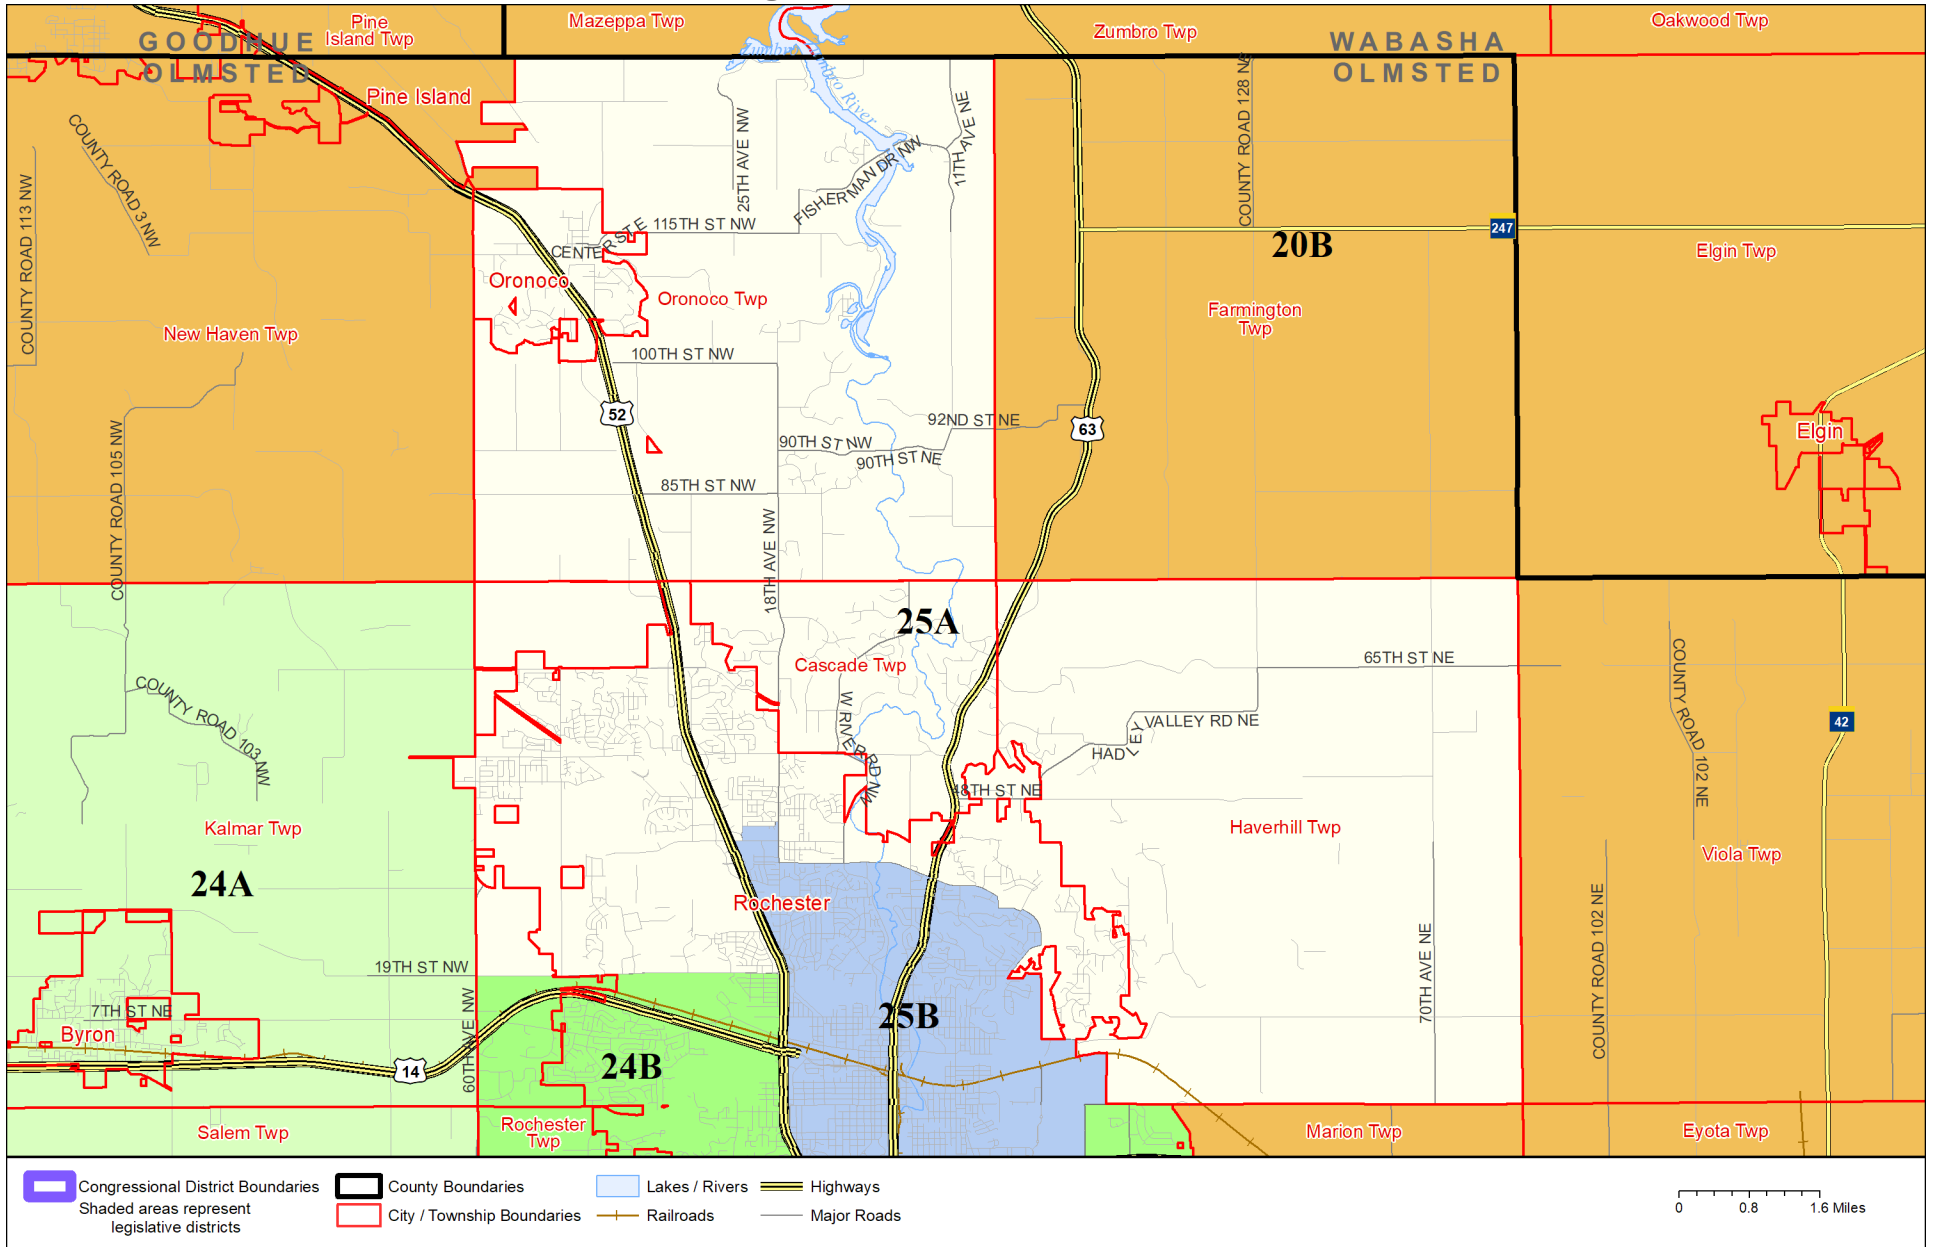 Pine
Island Twp
Mazeppa Twp
Zumbro Twp
Oakwood Twp
GOODHUE
OLMSTED
WABASHA
OLMSTED
Zumbro River
Pine Island
COUNTY ROAD 3 NW
COUNTY ROAD 113 NW
25TH AVE NW
11TH AVE NE
COUNTY ROAD 128 NE
FISHERMAN DR NW
115TH ST NW
CENTER ST E
247
20B
Elgin Twp
Oronoco
Oronoco Twp
Farmington
Twp
New Haven Twp
100TH ST NW
52
92ND ST NE
63
90TH ST NW
90TH ST NE
Elgin
COUNTY ROAD 105 NW
85TH ST NW
18TH AVE NW
25A
Cascade Twp
65TH ST NE
COUNTY ROAD 103 NW
W RIVER RD NW
HADLEY VALLEY RD NE
COUNTY ROAD 102 NE
42
48TH ST NE
Kalmar Twp
Haverhill Twp
Viola Twp
24A
Rochester
COUNTY ROAD 102 NE
70TH AVE NE
19TH ST NW
60TH AVE NW
7TH ST NE
Byron
25B
14
24B
Salem Twp
Rochester
Twp
Marion Twp
Eyota Twp
Congressional District Boundaries
Shaded areas represent
legislative districts
County Boundaries
City / Township Boundaries
Lakes / Rivers
Railroads
Highways
Major Roads
0 0.8 1.6 Miles